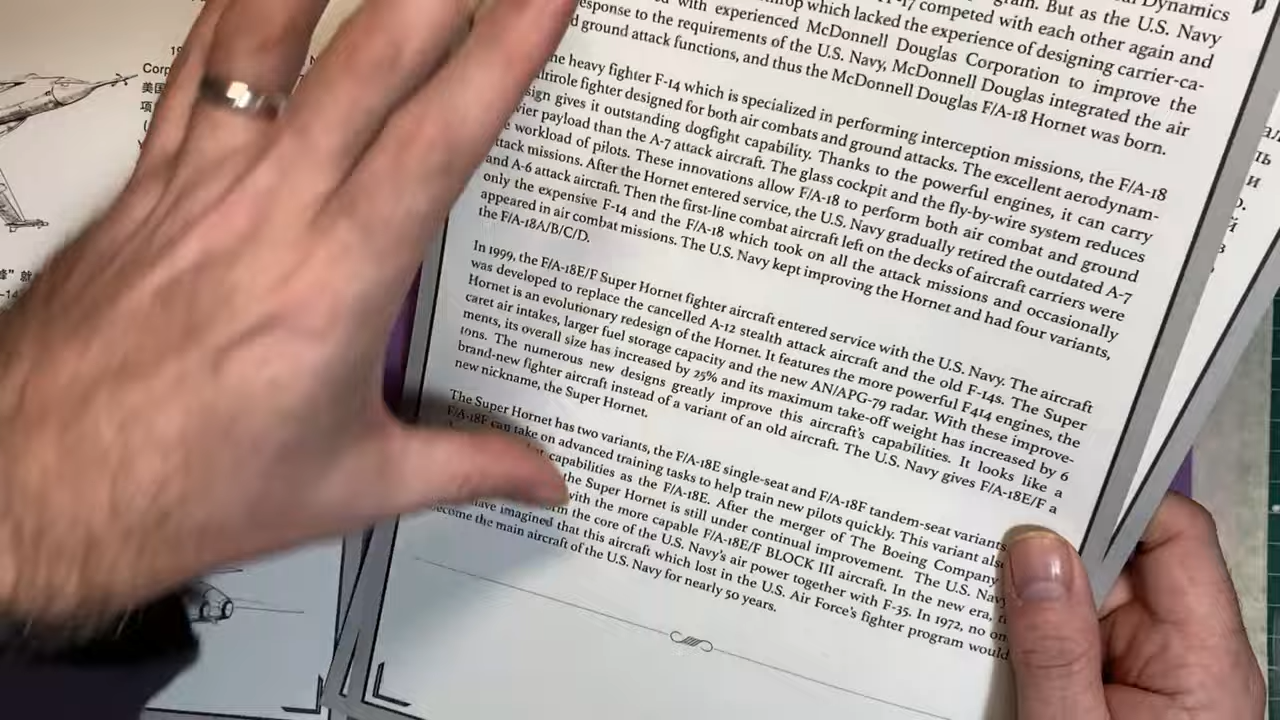 19
Corp
美国
项
(
N
Dynamics
gram. But as the U.S. Navy
-17 competed with each other again and
which lacked the experience of designing carrier-ca-
with experienced McDonnell Douglas Corporation to improve the
esponse to the requirements of the U.S. Navy, McDonnell Douglas integrated the air
d ground attack functions, and thus the McDonnell Douglas F/A-18 Hornet was born.
heavy fighter F-14 which is specialized in performing interception missions, the F/A-18
ltirole fighter designed for both air combats and ground attacks. The excellent aerodynam-
sign gives it outstanding dogfight capability. Thanks to the powerful engines, it can carry
vier payload than the A-7 attack aircraft. The glass cockpit and the fly-by-wire system reduces
workload of pilots. These innovations allow F/A-18 to perform both air combat and ground
ttack missions. After the Hornet entered service, the U.S. Navy gradually retired the outdated A-7
and A-6 attack aircraft. Then the first-line combat aircraft left on the decks of aircraft carriers were
only the expensive F-14 and the F/A-18 which took on all the attack missions and occasionally
appeared in air combat missions. The U.S. Navy kept improving the Hornet and had four variants,
the F/A-18A/B/C/D.
In 1999, the F/A-18E/F Super Hornet fighter aircraft entered service with the U.S. Navy. The aircraft
was developed to replace the cancelled A-12 stealth attack aircraft and the old F-14s. The Super
Hornet is an evolutionary redesign of the Hornet. It features the more powerful F414 engines, the
caret air intakes, larger fuel storage capacity and the new AN/APG-79 radar. With these improve-
ments, its overall size has increased by 25% and its maximum take-off weight has increased by 6
tons. The numerous new designs greatly improve this aircraft's capabilities. It looks like a
brand-new fighter aircraft instead of a variant of an old aircraft. The U.S. Navy gives F/A-18E/F a
new nickname, the Super Hornet.
The Super Hornet has two variants, the F/A-18E single-seat and F/A-18F tandem-seat variants.
F/A-18F can take on advanced training tasks to help train new pilots quickly. This variant also
capabilities as the F/A-18E. After the merger of The Boeing Company
the Super Hornet is still under continual improvement. The U.S. Navy
with the more capable F/A-18E/F BLOCK III aircraft. In the new era,
the core of the U.S. Navy's air power together with F-35. In 1972, no on
have imagined that this aircraft which lost in the U.S. Air Force's fighter program would
ecome the main aircraft of the U.S. Navy for nearly 50 years.